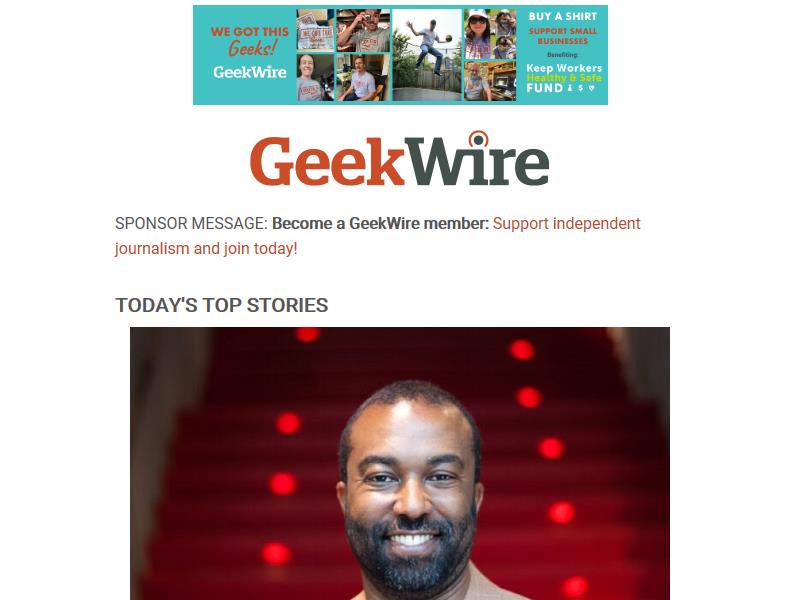 WE GOT THIS
Geeks!
GeekWire
BUY A SHIRT
SUPPORT SMALL
BUSINESSES
Benefiting:
Keep Workers
Healthy & Safe
FUND
GeekWire
SPONSOR MESSAGE: Become a GeekWire member: Support independent
journalism and join today!
TODAY'S TOP STORIES